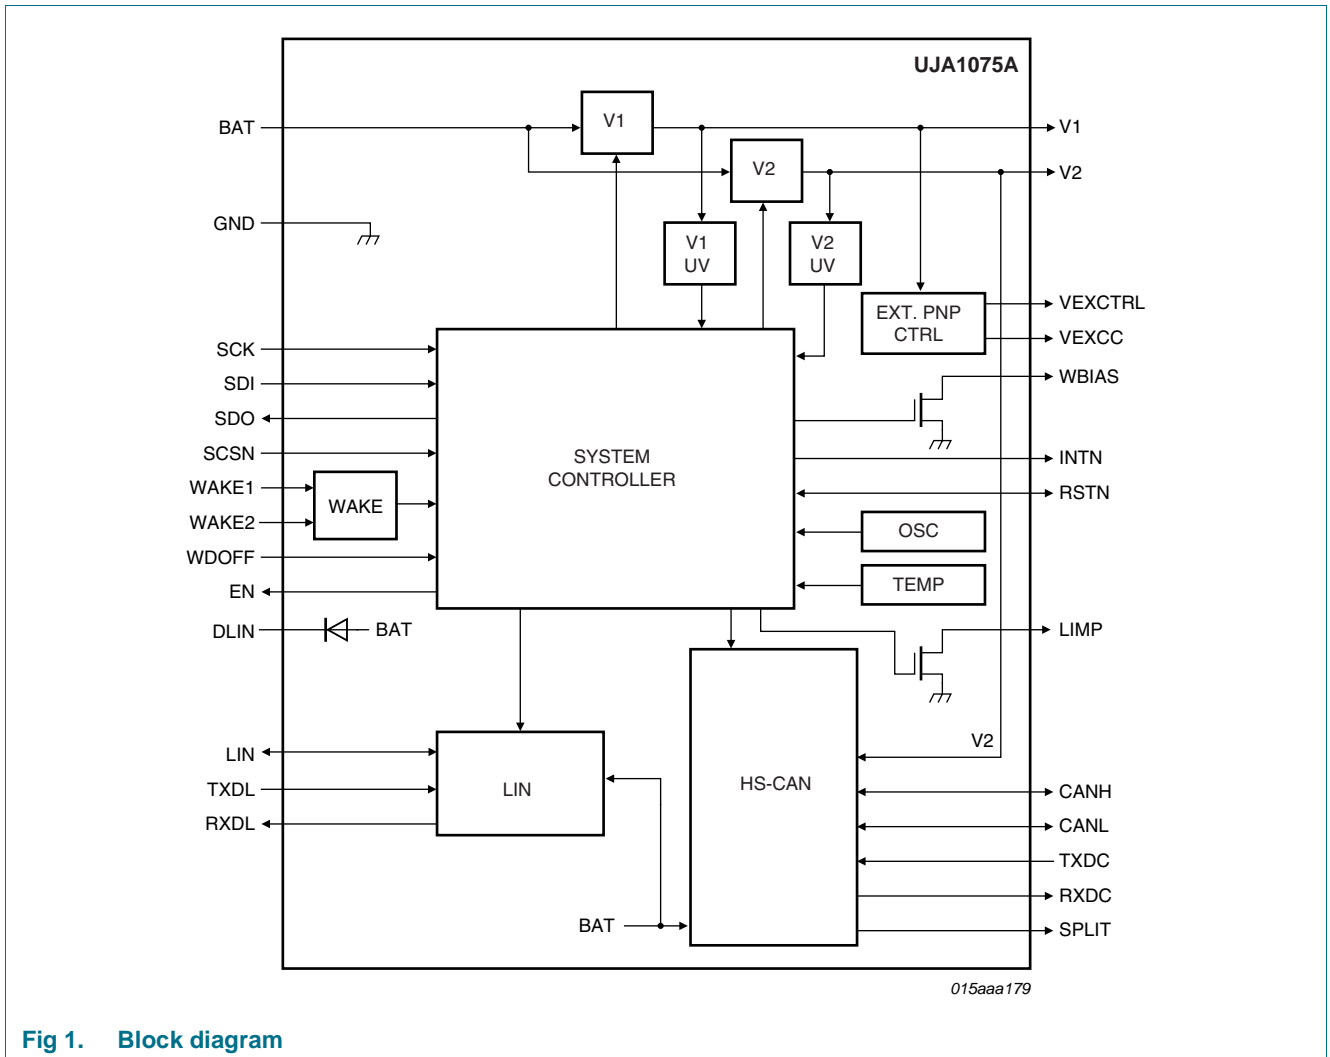 UJA1075A
BAT
V1
V1
V2
V2
GND
V1
UV
V2
UV
EXT. PNP
CTRL
VEXCTRL
VEXCC
WBIAS
SCK
SDI
SDO
SCSN
WAKE1
WAKE2
WAKE
WDOFF
EN
SYSTEM
CONTROLLER
INTN
RSTN
OSC
TEMP
DLIN
BAT
LIMP
LIN
TXDL
RXDL
LIN
HS-CAN
V2
CANH
CANL
TXDC
RXDC
SPLIT
BAT
015aaa179
Fig 1. Block diagram